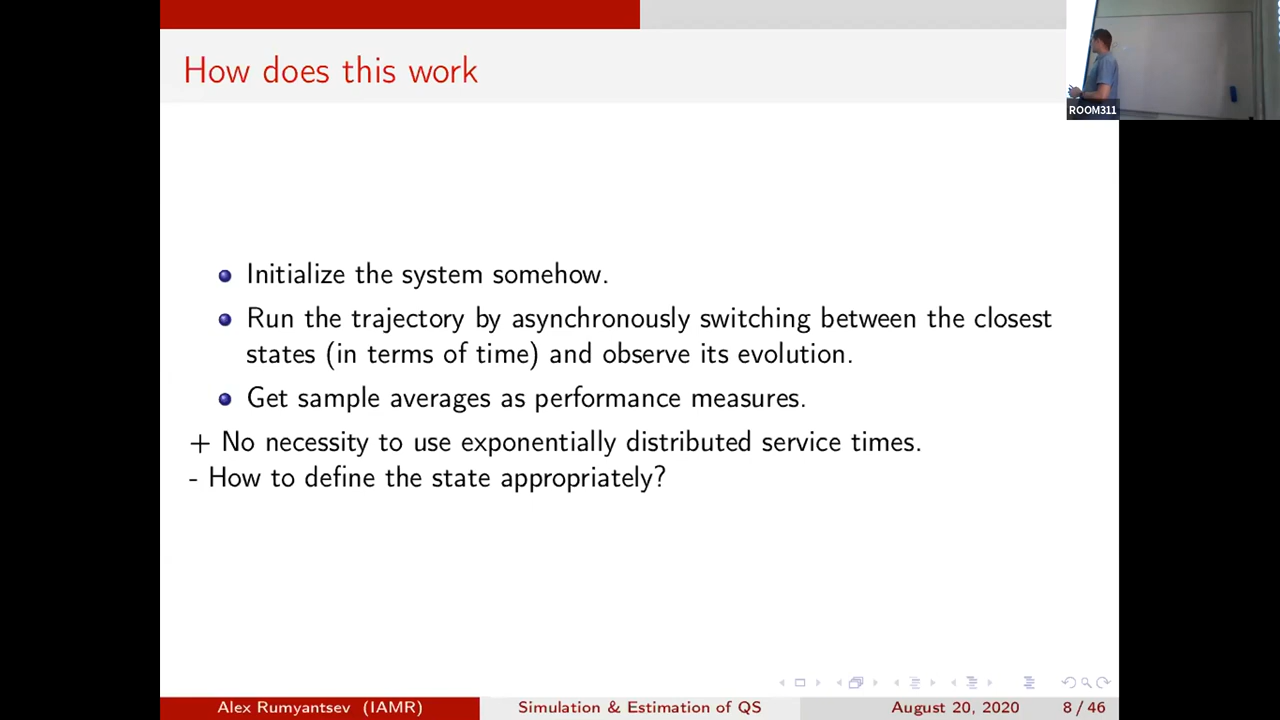 How does this work
ROOM311
Initialize the system somehow.
Run the trajectory by asynchronously switching between the closest
states (in terms of time) and observe its evolution.
Get sample averages as performance measures.
+ No necessity to use exponentially distributed service times.
- How to define the state appropriately?
Alex Rumyantsev (IAMR)
Simulation & Estimation of QS
August 20, 2020
8 / 46